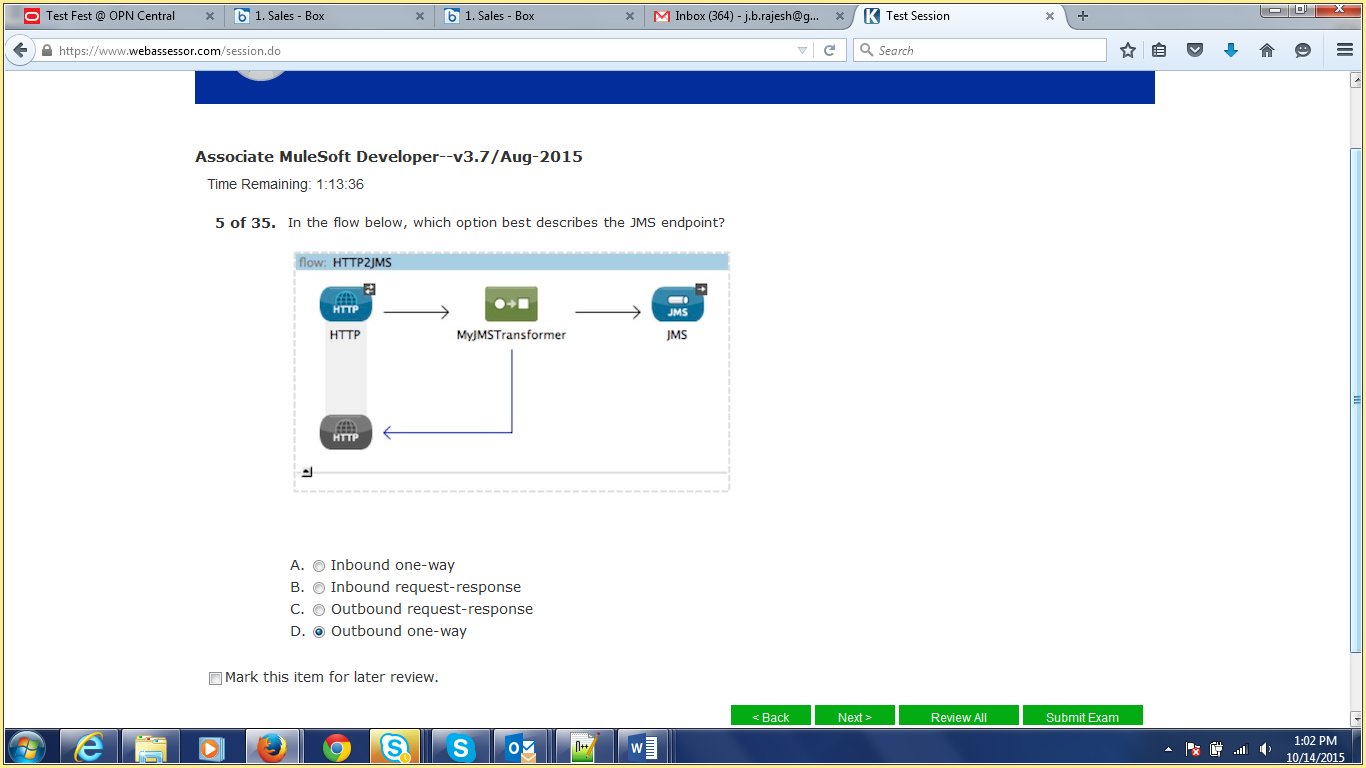 Test Fest @ OPN Central
1. Sales - Box
1. Sales - Box
Inbox (364) - j.b.rajesh@g...
Test Session
https://www.webassessor.com/session.do
Search
Associate MuleSoft Developer--v3.7/Aug-2015
Time Remaining: 1:13:36
5 of 35. In the flow below, which option best describes the JMS endpoint?
flow: HTTP2JMS
HTTP
JMS
HTTP
MyJMSTransformer
JMS
HTTP
A. Inbound one-way
B. Inbound request-response
C. Outbound request-response
D. Outbound one-way
Mark this item for later review.
< Back
Next >
Review All
Submit Exam
1:02 PM
10/14/2015